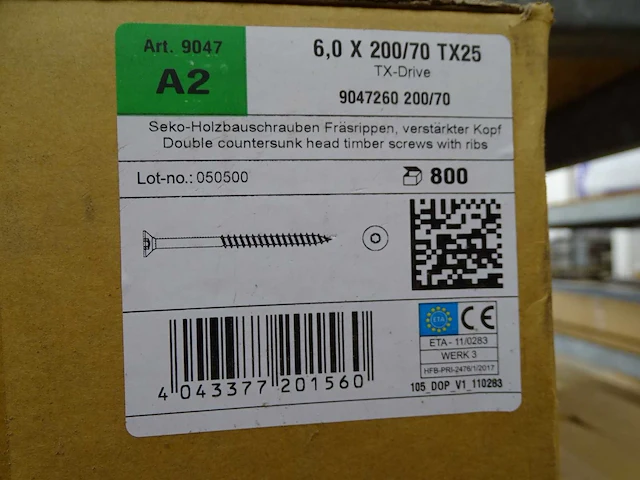 Art. 9047
A2
6,0 X 200/70 TX25
TX-Drive
9047260 200/70
Seko-Holzbauschrauben Fräsrippen, verstärkter Kopf
Double countersunk head timber screws with ribs
Lot-no.: 050500
800
ETA
CE
ETA - 11/0283
WERK 3
HFB-PRI-2476/1/2017
105_DOP_V1_110283
4 043377 201560